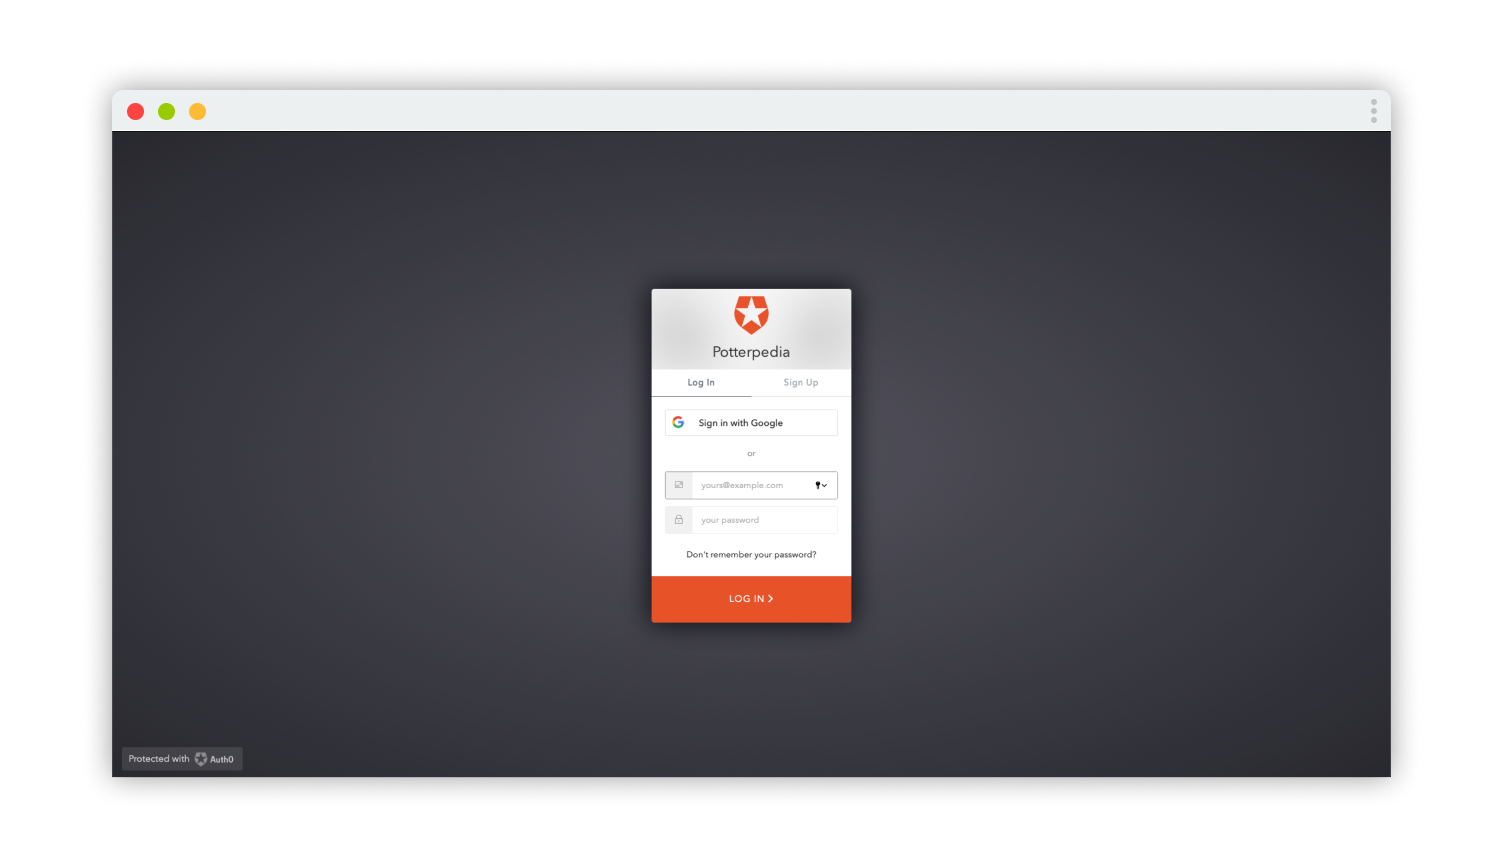 Potterpedia
Log In
Sign Up
Sign in with Google
or
yours@example.com
your password
Don't remember your password?
LOG IN
Protected with Auth0